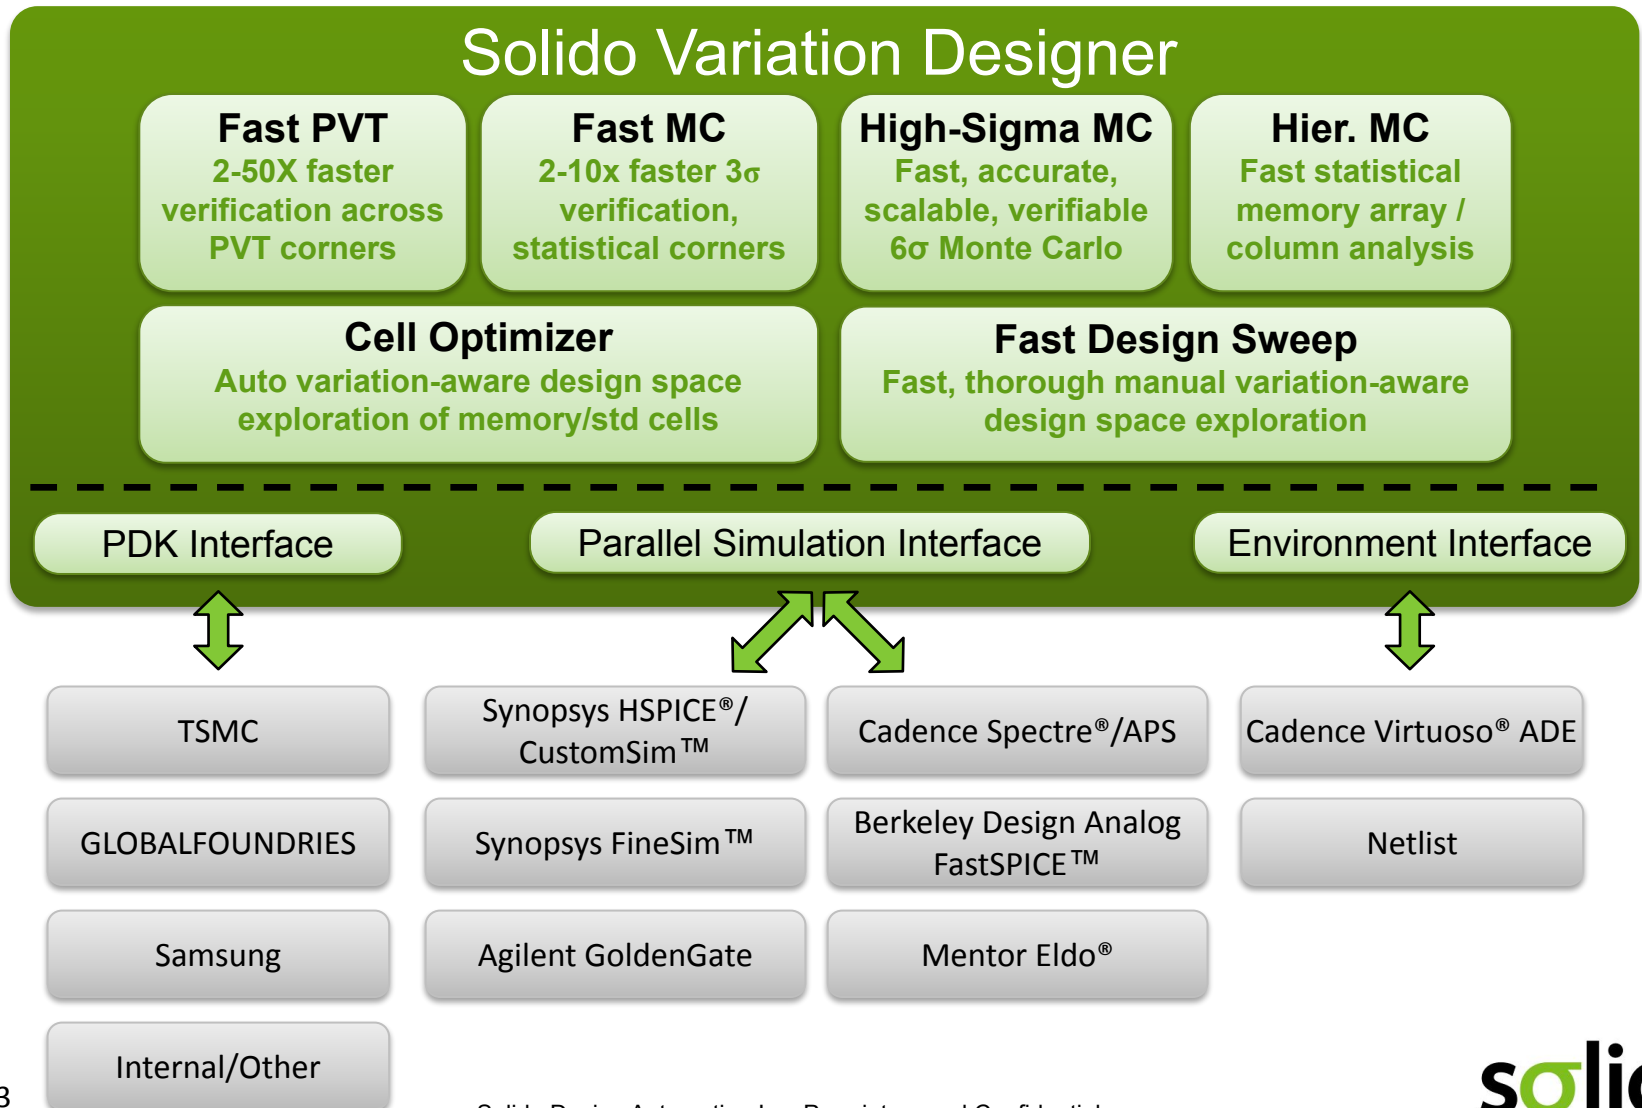 Solido Variation Designer
Fast PVT
2-50X faster
verification across
PVT corners
Fast MC
2-10x faster 3σ
verification,
statistical corners
High-Sigma MC
Fast, accurate,
scalable, verifiable
6σ Monte Carlo
Hier. MC
Fast statistical
memory array /
column analysis
Cell Optimizer
Auto variation-aware design space
exploration of memory/std cells
Fast Design Sweep
Fast, thorough manual variation-aware
design space exploration
PDK Interface
Parallel Simulation Interface
Environment Interface
TSMC
GLOBALFOUNDRIES
Samsung
Internal/Other
Synopsys HSPICE®/
CustomSim™
Synopsys FineSim™
Agilent GoldenGate
Cadence Spectre®/APS
Berkeley Design Analog
FastSPICE™
Mentor Eldo®
Cadence Virtuoso® ADE
Netlist